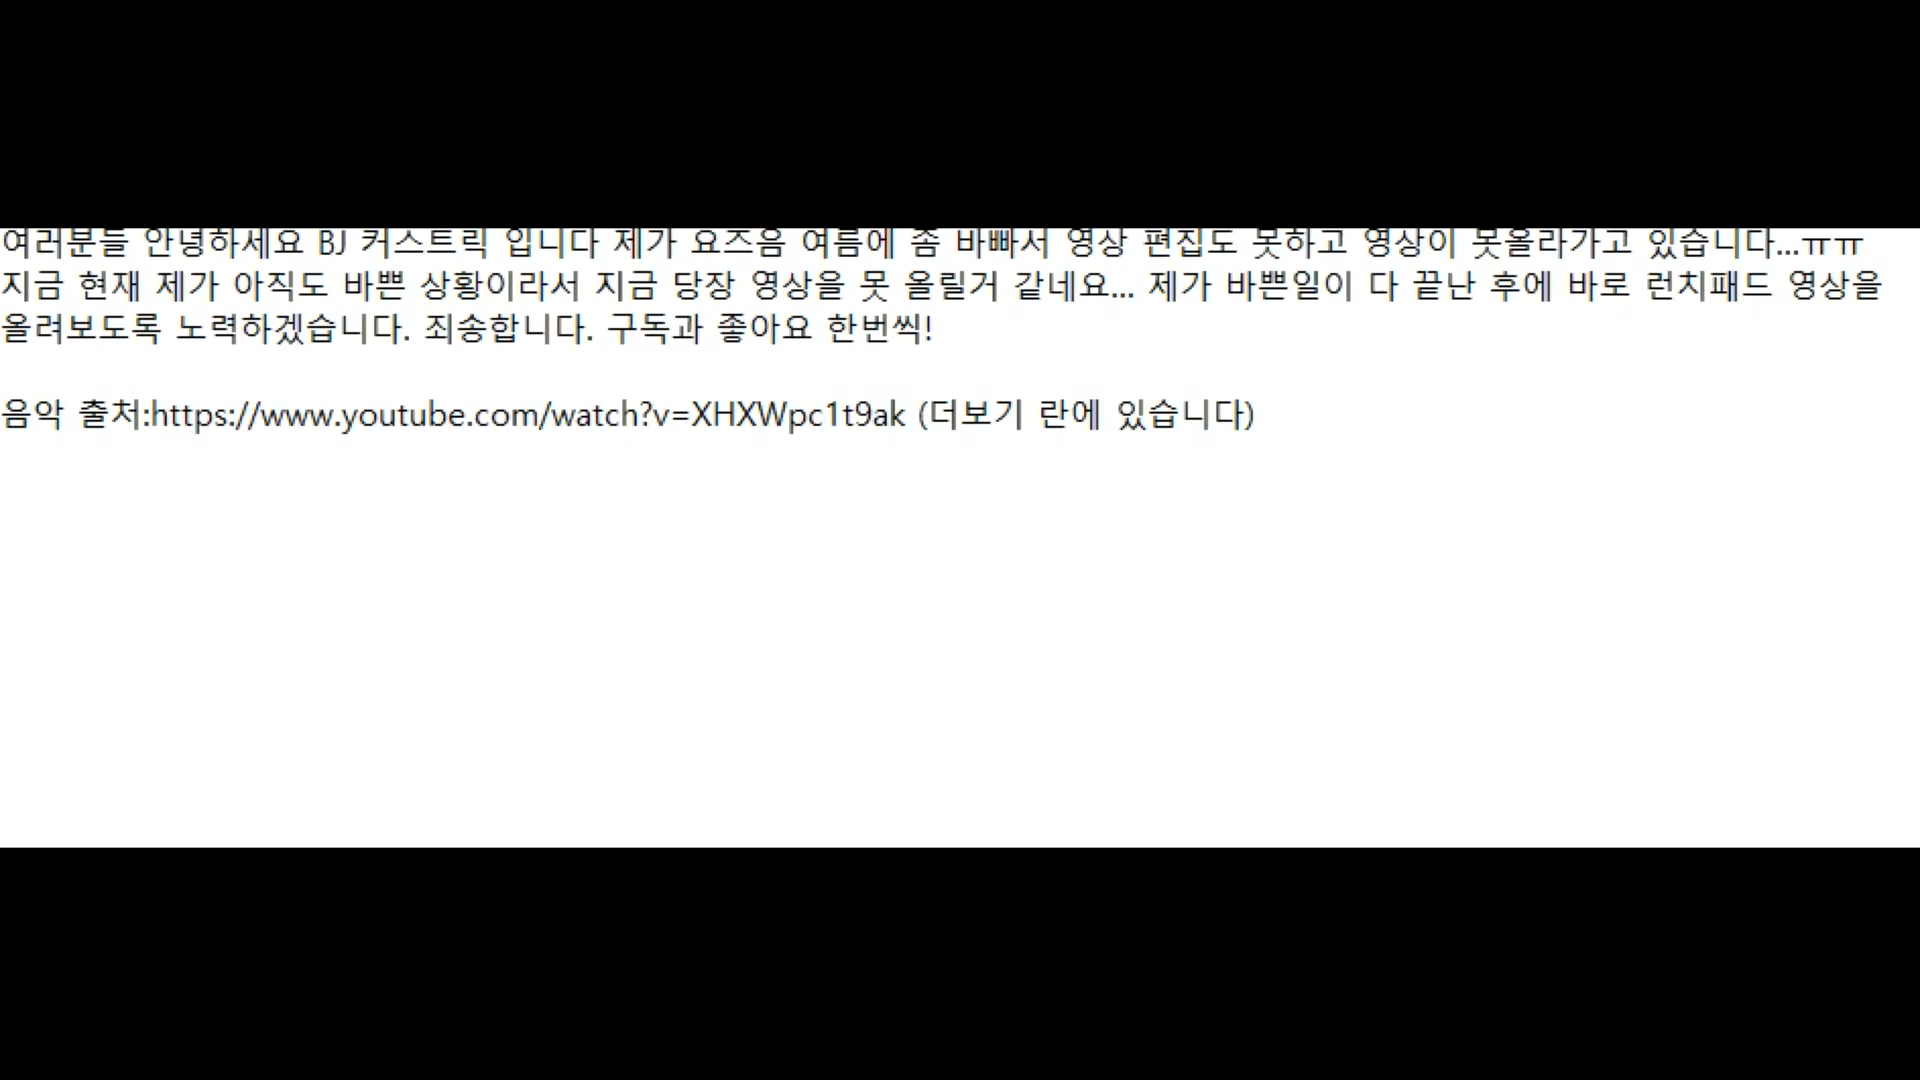 여러분들 안녕하세요 BJ 커스트릭 입니다 제가 요즈음 여름에 좀 바빠서 영상 편집도 못하고 영상이 못올라가고 있습니다...ㅠㅠ
지금 현재 제가 아직도 바쁜 상황이라서 지금 당장 영상을 못 올릴거 같네요... 제가 바쁜일이 다 끝난 후에 바로 런치패드 영상을
올려보도록 노력하겠습니다. 죄송합니다. 구독과 좋아요 한번씩!
음악 출처:https://www.youtube.com/watch?v=XHXWpc1t9ak (더보기 란에 있습니다)